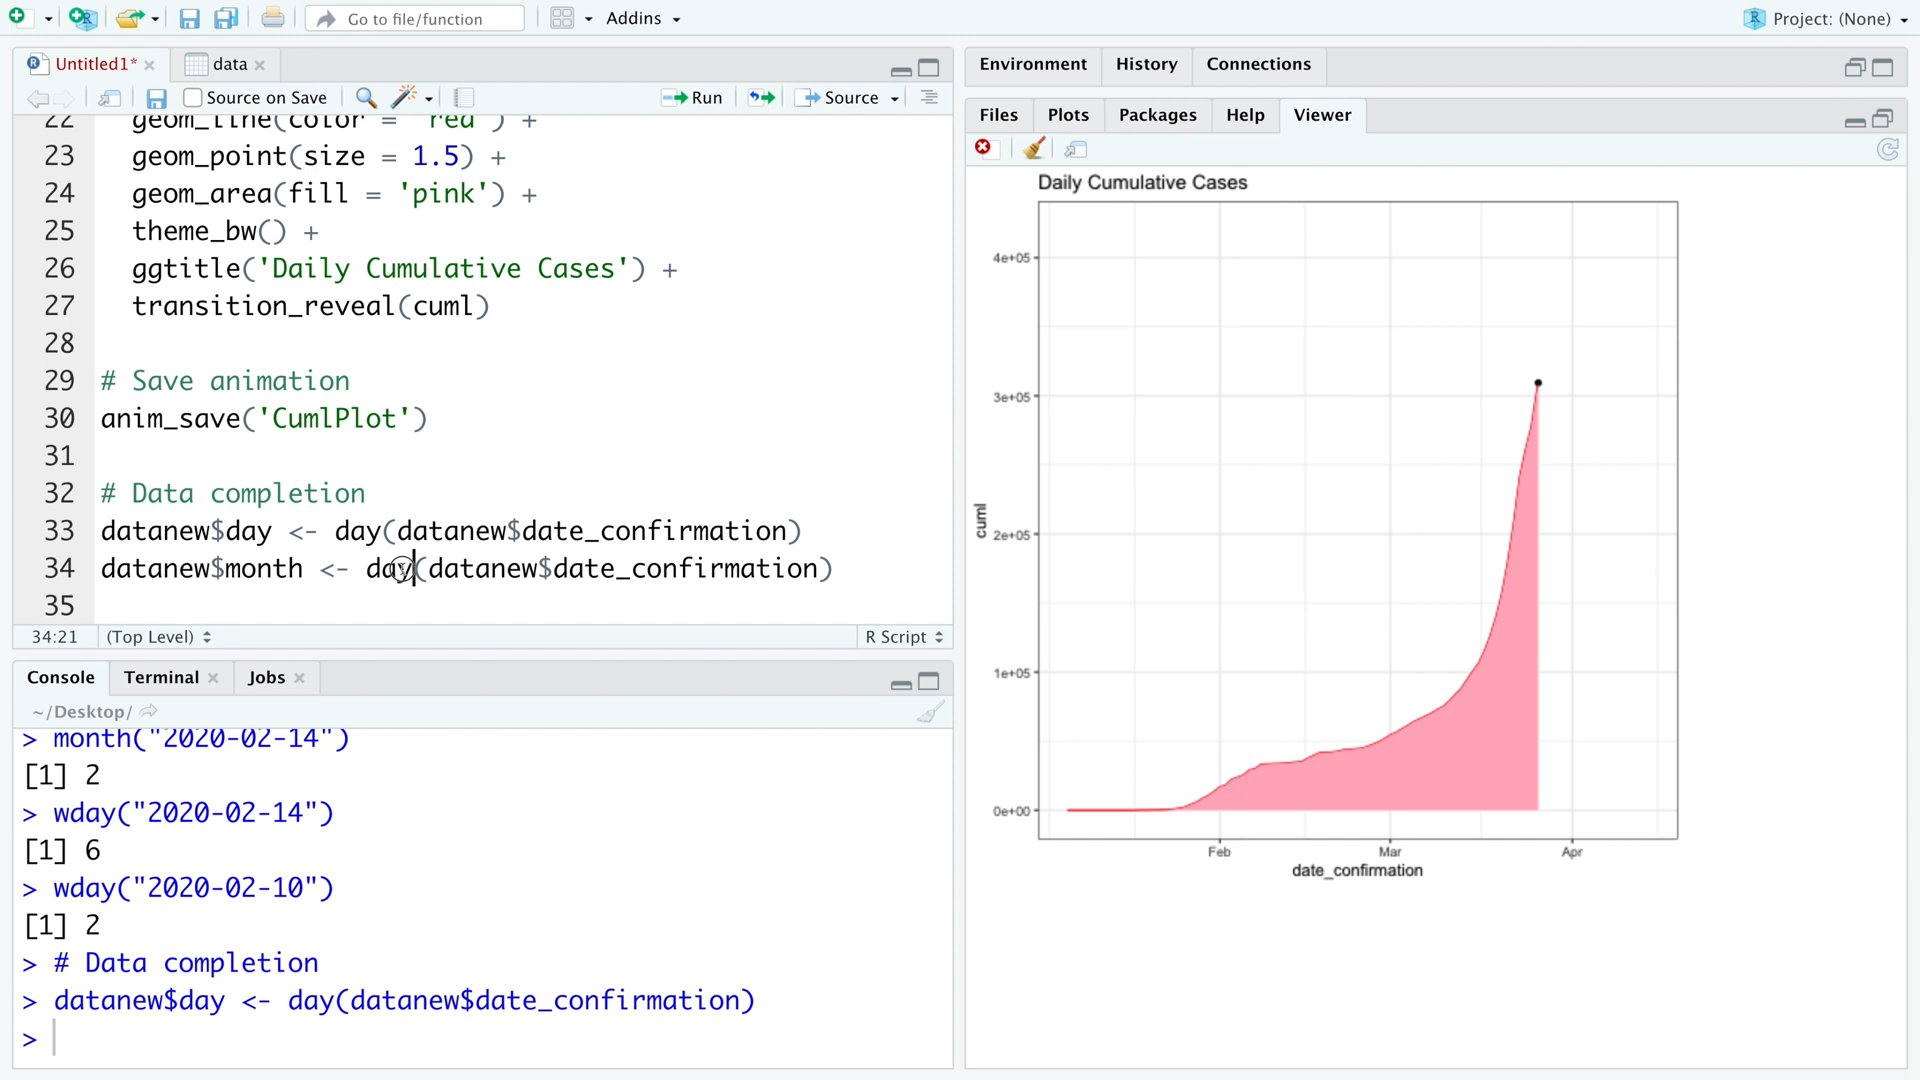 Go to file/function
Addins
Project: (None)
Untitled1*
data
Source on Save
Run
Source
22 geom_line(color = 'red') +
23 geom_point(size = 1.5) +
24 geom_area(fill = 'pink') +
25 theme_bw() +
26 ggtitle('Daily Cumulative Cases') +
27 transition_reveal(cuml)
28
29 # Save animation
30 anim_save('CumlPlot')
31
32 # Data completion
33 datanew$day <- day(datanew$date_confirmation)
34 datanew$month <- day(datanew$date_confirmation)
35
34:21 (Top Level) R Script
Console Terminal Jobs
~/Desktop/
> month("2020-02-14")
[1] 2
> wday("2020-02-14")
[1] 6
> wday("2020-02-10")
[1] 2
> # Data completion
> datanew$day <- day(datanew$date_confirmation)
>
Environment History Connections
Files Plots Packages Help Viewer
Daily Cumulative Cases
4e+05
3e+05
2e+05
1e+05
0e+00
cuml
Feb Mar Apr
date_confirmation